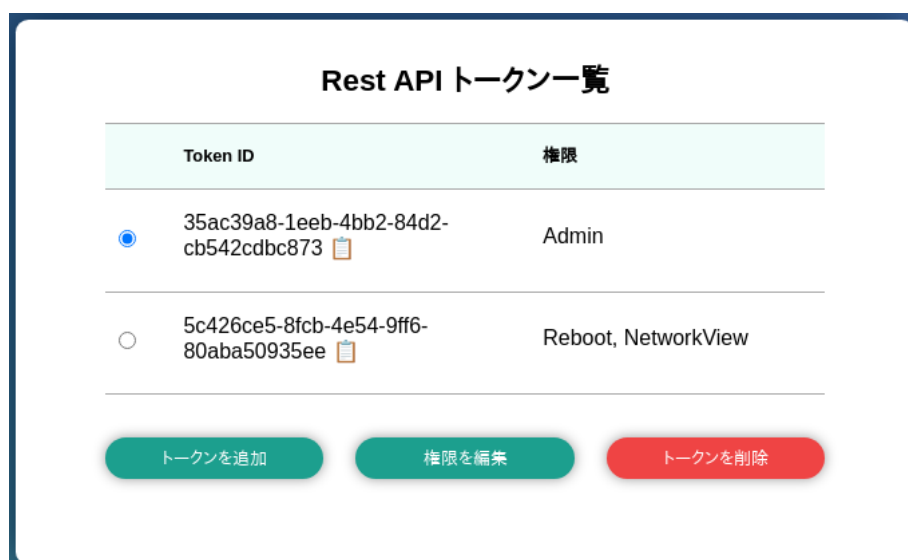 Rest API トークン一覧
Token ID 権限
35ac39a8-1eeb-4bb2-84d2-
cb542cdbc873 📋 Admin
5c426ce5-8fcb-4e54-9ff6-
80aba50935ee 📋 Reboot, NetworkView
トークンを追加 権限を編集 トークンを削除